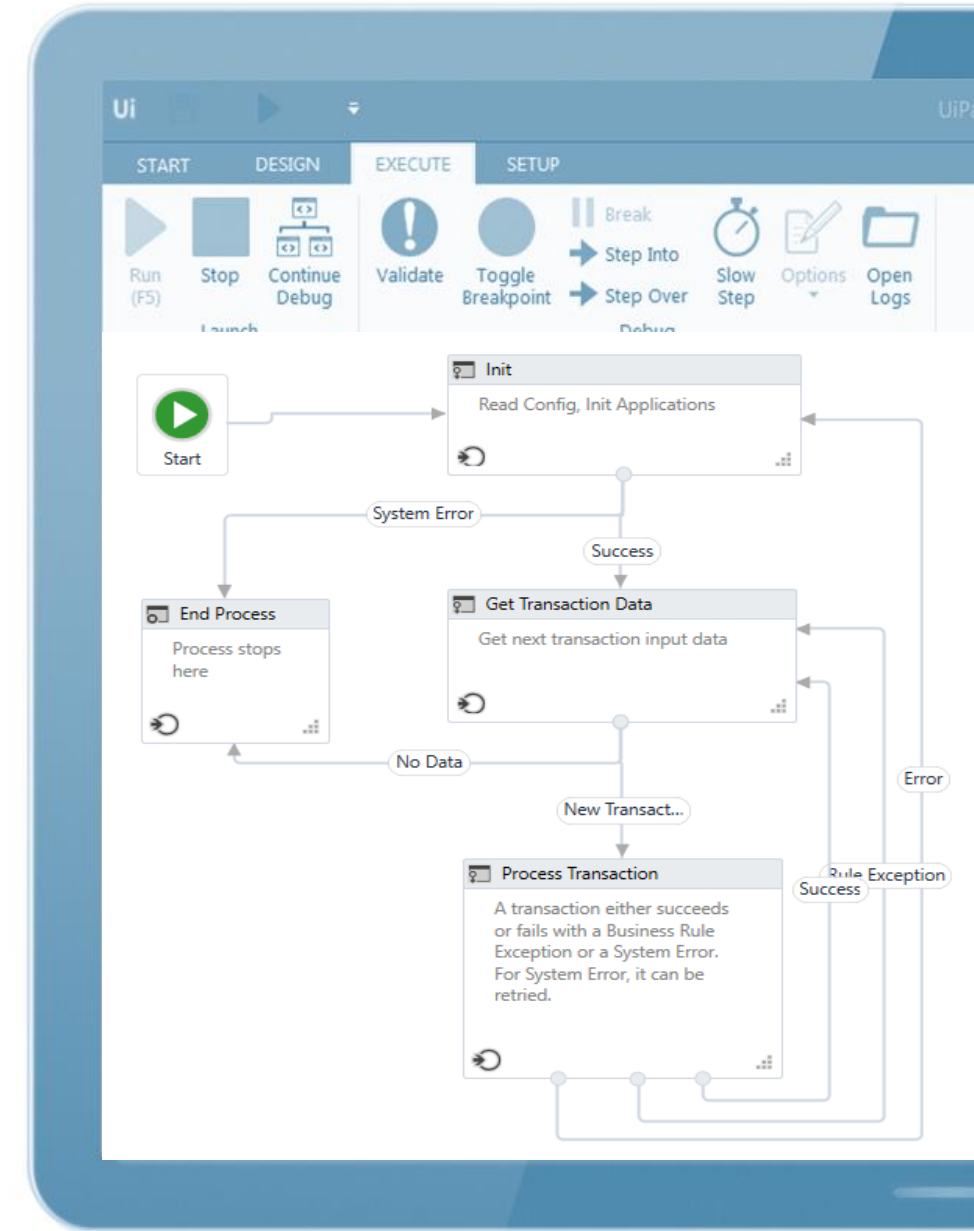 Ui
UiPa
START DESIGN EXECUTE SETUP
Run
(F5)
Stop
Continue
Debug
Validate
Toggle
Breakpoint
Break
Step Into
Step Over
Slow
Step
Options
Open
Logs
Launch
Debug
Init
Read Config, Init Applications
Start
System Error
Success
End Process
Process stops
here
Get Transaction Data
Get next transaction input data
No Data
Error
New Transact...
Process Transaction
A transaction either succeeds
or fails with a Business Rule
Exception or a System Error.
For System Error, it can be
retried.
Rule Exception
Success